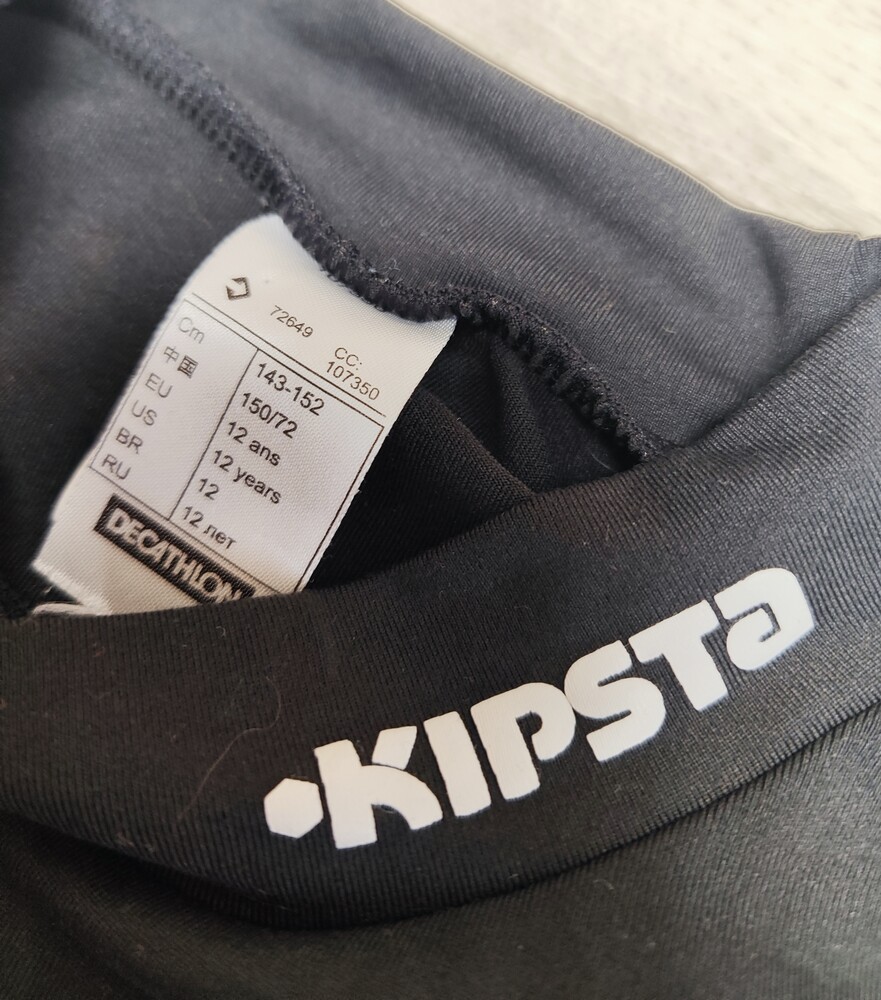 72649
CC:
107350
Cm 143-152
中国 150/72
EU 12 ans
US 12 years
BR 12
RU 12 лет
DECATHLON
KIPSTA